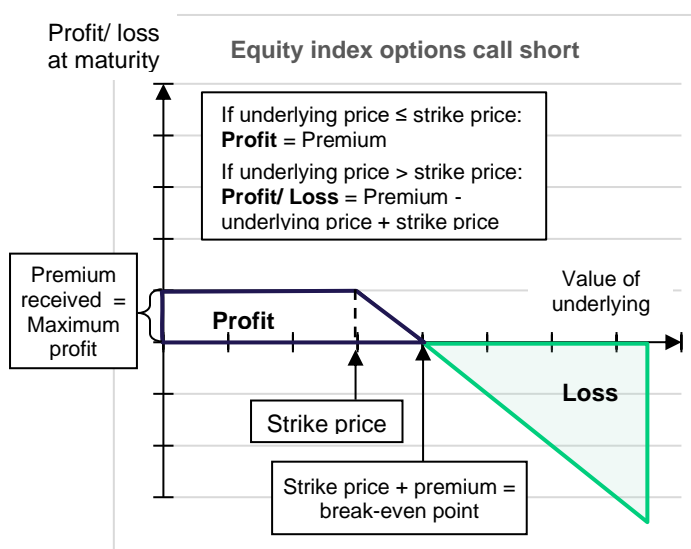 Profit/ loss
at maturity
Equity index options call short
If underlying price ≤ strike price:
Profit = Premium
If underlying price > strike price:
Profit/ Loss = Premium -
underlying price + strike price
Premium
received =
Maximum
profit
Profit
Value of
underlying
Loss
Strike price
Strike price + premium =
break-even point